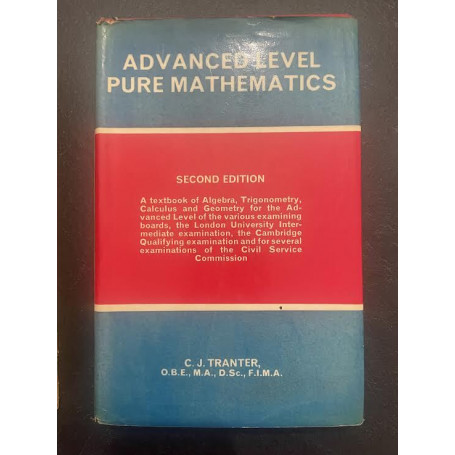 ADVANCED LEVEL
PURE MATHEMATICS
SECOND EDITION
A textbook of Algebra, Trigonometry,
Calculus and Geometry for the Ad-
vanced Level of the various examining
boards, the London University Inter-
mediate examination, the Cambridge
Qualifying examination and for several
examinations of the Civil Service
Commission
C. J. TRANTER,
O.B.E., M.A., D.Sc., F.I.M.A.